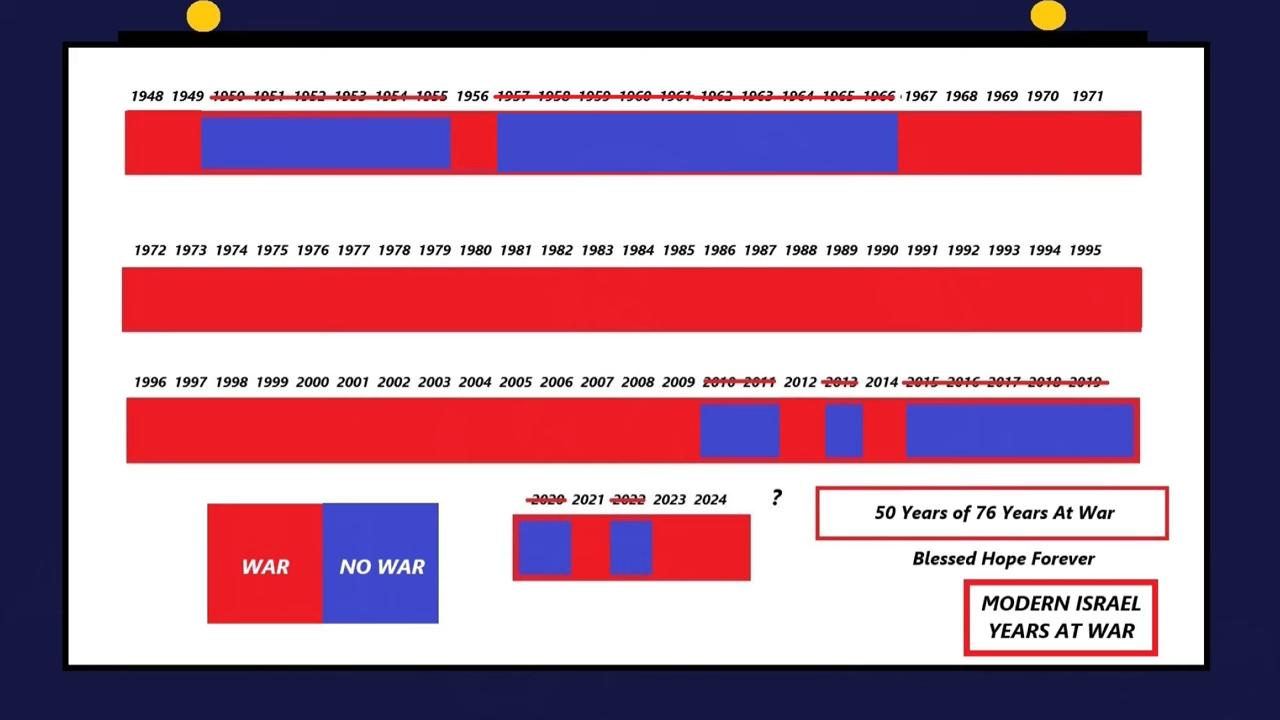 1948 1949 1950 1951 1952 1953 1954 1955 1956 1957 1958 1959 1960 1961 1962 1963 1964 1965 1966 1967 1968 1969 1970 1971
1972 1973 1974 1975 1976 1977 1978 1979 1980 1981 1982 1983 1984 1985 1986 1987 1988 1989 1990 1991 1992 1993 1994 1995
1996 1997 1998 1999 2000 2001 2002 2003 2004 2005 2006 2007 2008 2009 2010 2011 2012 2013 2014 2015 2016 2017 2018 2019
2020 2021 2022 2023 2024 ?
WAR NO WAR
50 Years of 76 Years At War
Blessed Hope Forever
MODERN ISRAEL
YEARS AT WAR